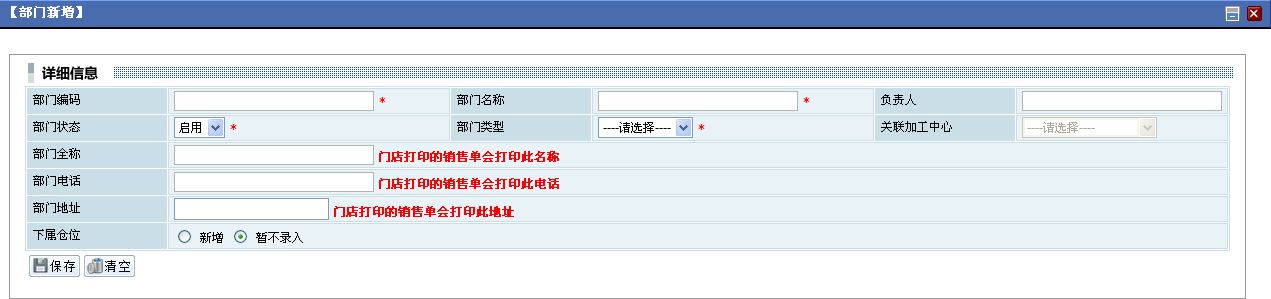 【部门新增】
详细信息
部门编码 * 部门名称 * 负责人
部门状态 启用 * 部门类型 ----请选择---- * 关联加工中心 ----请选择----
部门全称 门店打印的销售单会打印此名称
部门电话 门店打印的销售单会打印此电话
部门地址 门店打印的销售单会打印此地址
下属仓位 新增 暂不录入
保存 清空